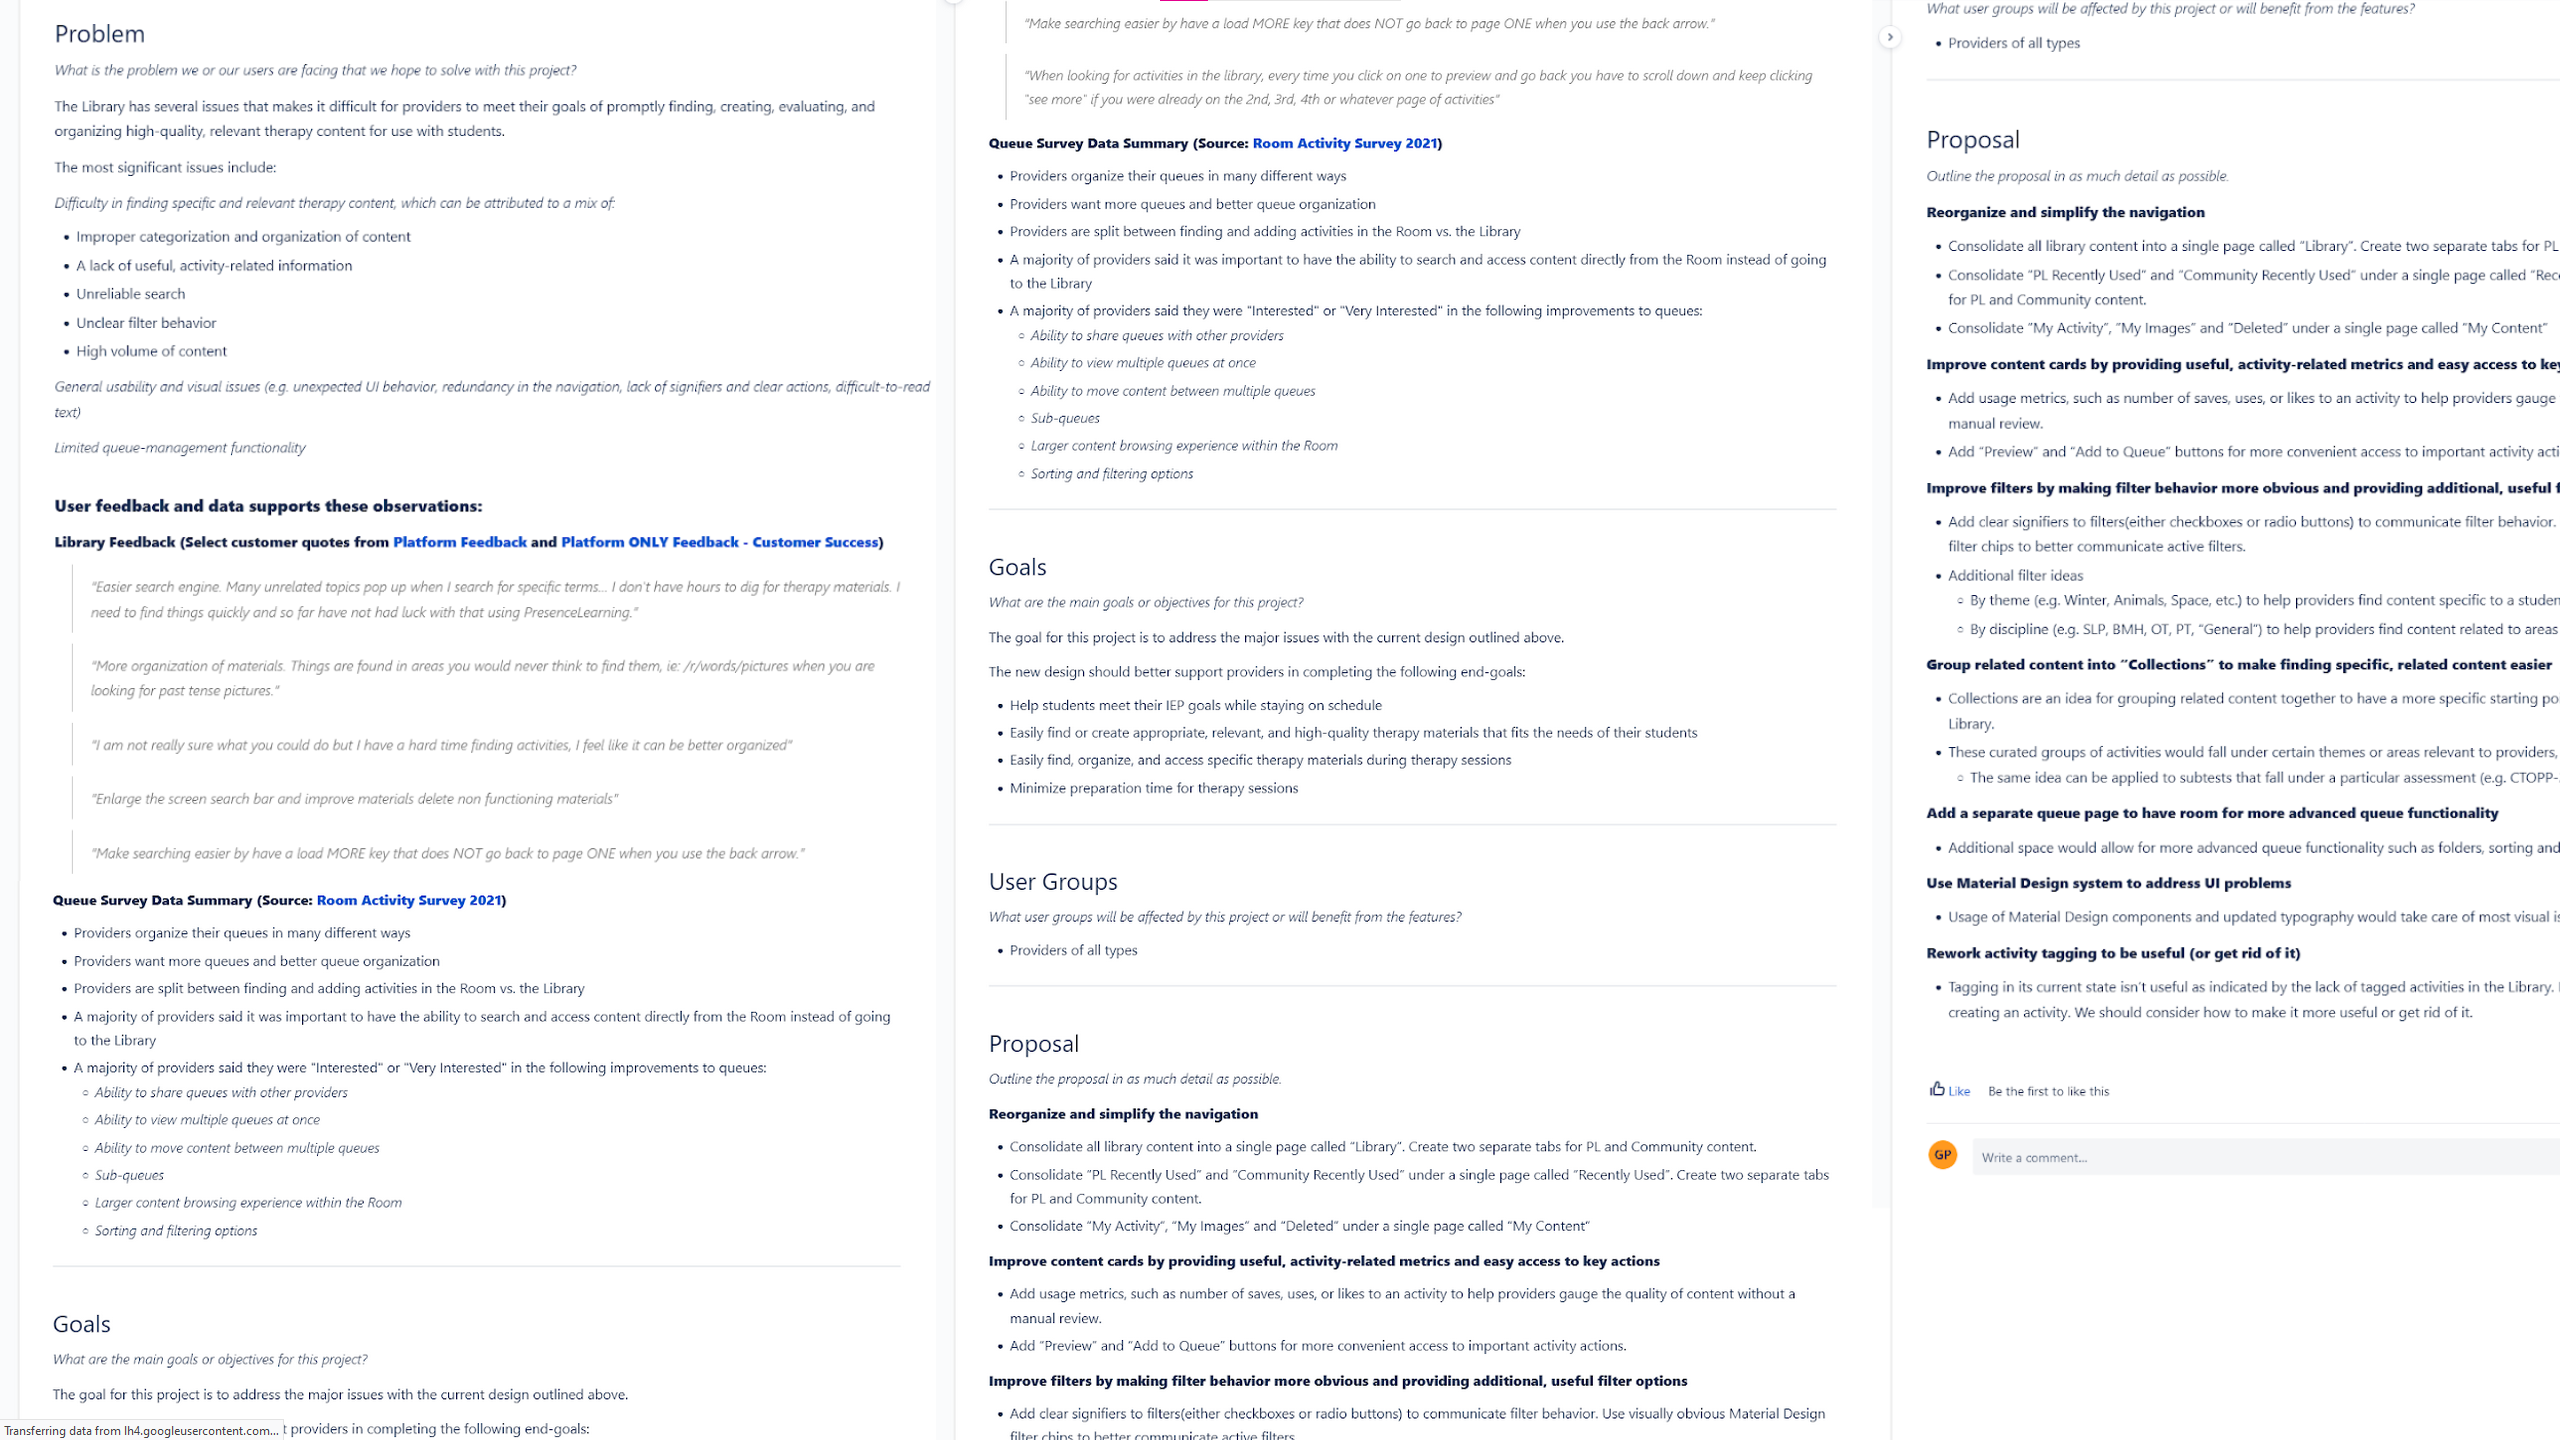 Problem
What is the problem we or our users are facing that we hope to solve with this project?
The Library has several issues that makes it difficult for providers to meet their goals of promptly finding, creating, evaluating, and
organizing high-quality, relevant therapy content for use with students.
The most significant issues include:
Difficulty in finding specific and relevant therapy content, which can be attributed to a mix of:
• Improper categorization and organization of content
• A lack of useful, activity-related information
• Unreliable search
• Unclear filter behavior
• High volume of content
General usability and visual issues (e.g. unexpected UI behavior, redundancy in the navigation, lack of signifiers and clear actions, difficult-to-read
text)
Limited queue-management functionality
User feedback and data supports these observations:
Library Feedback (Select customer quotes from Platform Feedback and Platform ONLY Feedback - Customer Success)
"Easier search engine. Many unrelated topics pop up when I search for specific terms... I don't have hours to dig for therapy materials. I
need to find things quickly and so far have not had luck with that using PresenceLearning."
"More organization of materials. Things are found in areas you would never think to find them, ie: /r/words/pictures when you are
looking for past tense pictures."
"I am not really sure what you could do but I have a hard time finding activities, I feel like it can be better organized"
"Enlarge the screen search bar and improve materials delete non functioning materials"
"Make searching easier by have a load MORE key that does NOT go back to page ONE when you use the back arrow."
Queue Survey Data Summary (Source: Room Activity Survey 2021)
• Providers organize their queues in many different ways
• Providers want more queues and better queue organization
• Providers are split between finding and adding activities in the Room vs. the Library
• A majority of providers said it was important to have the ability to search and access content directly from the Room instead of going
to the Library
• A majority of providers said they were "Interested" or "Very Interested" in the following improvements to queues:
◦ Ability to share queues with other providers
◦ Ability to view multiple queues at once
◦ Ability to move content between multiple queues
◦ Sub-queues
◦ Larger content browsing experience within the Room
◦ Sorting and filtering options
Goals
What are the main goals or objectives for this project?
The goal for this project is to address the major issues with the current design outlined above.
t providers in completing the following end-goals:
Transferring data from lh4.googleusercontent.com...
"Make searching easier by have a load MORE key that does NOT go back to page ONE when you use the back arrow."
"When looking for activities in the library, every time you click on one to preview and go back you have to scroll down and keep clicking
"see more" if you were already on the 2nd, 3rd, 4th or whatever page of activities"
Queue Survey Data Summary (Source: Room Activity Survey 2021)
• Providers organize their queues in many different ways
• Providers want more queues and better queue organization
• Providers are split between finding and adding activities in the Room vs. the Library
• A majority of providers said it was important to have the ability to search and access content directly from the Room instead of going
to the Library
• A majority of providers said they were "Interested" or "Very Interested" in the following improvements to queues:
◦ Ability to share queues with other providers
◦ Ability to view multiple queues at once
◦ Ability to move content between multiple queues
◦ Sub-queues
◦ Larger content browsing experience within the Room
◦ Sorting and filtering options
Goals
What are the main goals or objectives for this project?
The goal for this project is to address the major issues with the current design outlined above.
The new design should better support providers in completing the following end-goals:
• Help students meet their IEP goals while staying on schedule
• Easily find or create appropriate, relevant, and high-quality therapy materials that fits the needs of their students
• Easily find, organize, and access specific therapy materials during therapy sessions
• Minimize preparation time for therapy sessions
User Groups
What user groups will be affected by this project or will benefit from the features?
• Providers of all types
Proposal
Outline the proposal in as much detail as possible.
Reorganize and simplify the navigation
• Consolidate all library content into a single page called “Library”. Create two separate tabs for PL and Community content.
• Consolidate “PL Recently Used” and “Community Recently Used” under a single page called “Recently Used”. Create two separate tabs
for PL and Community content.
• Consolidate “My Activity”, “My Images” and “Deleted” under a single page called “My Content”
Improve content cards by providing useful, activity-related metrics and easy access to key actions
• Add usage metrics, such as number of saves, uses, or likes to an activity to help providers gauge the quality of content without a
manual review.
• Add “Preview” and “Add to Queue” buttons for more convenient access to important activity actions.
Improve filters by making filter behavior more obvious and providing additional, useful filter options
• Add clear signifiers to filters(either checkboxes or radio buttons) to communicate filter behavior. Use visually obvious Material Design
filter chips to better communicate active filters.
What user groups will be affected by this project or will benefit from the features?
• Providers of all types
Proposal
Outline the proposal in as much detail as possible.
Reorganize and simplify the navigation
• Consolidate all library content into a single page called “Library”. Create two separate tabs for PL
• Consolidate “PL Recently Used” and “Community Recently Used” under a single page called “Rec
for PL and Community content.
• Consolidate “My Activity”, “My Images” and “Deleted” under a single page called “My Content”
Improve content cards by providing useful, activity-related metrics and easy access to key
• Add usage metrics, such as number of saves, uses, or likes to an activity to help providers gauge
manual review.
• Add “Preview” and “Add to Queue” buttons for more convenient access to important activity acti
Improve filters by making filter behavior more obvious and providing additional, useful f
• Add clear signifiers to filters(either checkboxes or radio buttons) to communicate filter behavior.
filter chips to better communicate active filters.
• Additional filter ideas
◦ By theme (e.g. Winter, Animals, Space, etc.) to help providers find content specific to a studen
◦ By discipline (e.g. SLP, BMH, OT, PT, “General”) to help providers find content related to areas
Group related content into “Collections” to make finding specific, related content easier
• Collections are an idea for grouping related content together to have a more specific starting po
Library.
• These curated groups of activities would fall under certain themes or areas relevant to providers,
◦ The same idea can be applied to subtests that fall under a particular assessment (e.g. CTOPP-
Add a separate queue page to have room for more advanced queue functionality
• Additional space would allow for more advanced queue functionality such as folders, sorting and
Use Material Design system to address UI problems
• Usage of Material Design components and updated typography would take care of most visual is
Rework activity tagging to be useful (or get rid of it)
• Tagging in its current state isn’t useful as indicated by the lack of tagged activities in the Library.
creating an activity. We should consider how to make it more useful or get rid of it.
Like Be the first to like this
GP Write a comment...